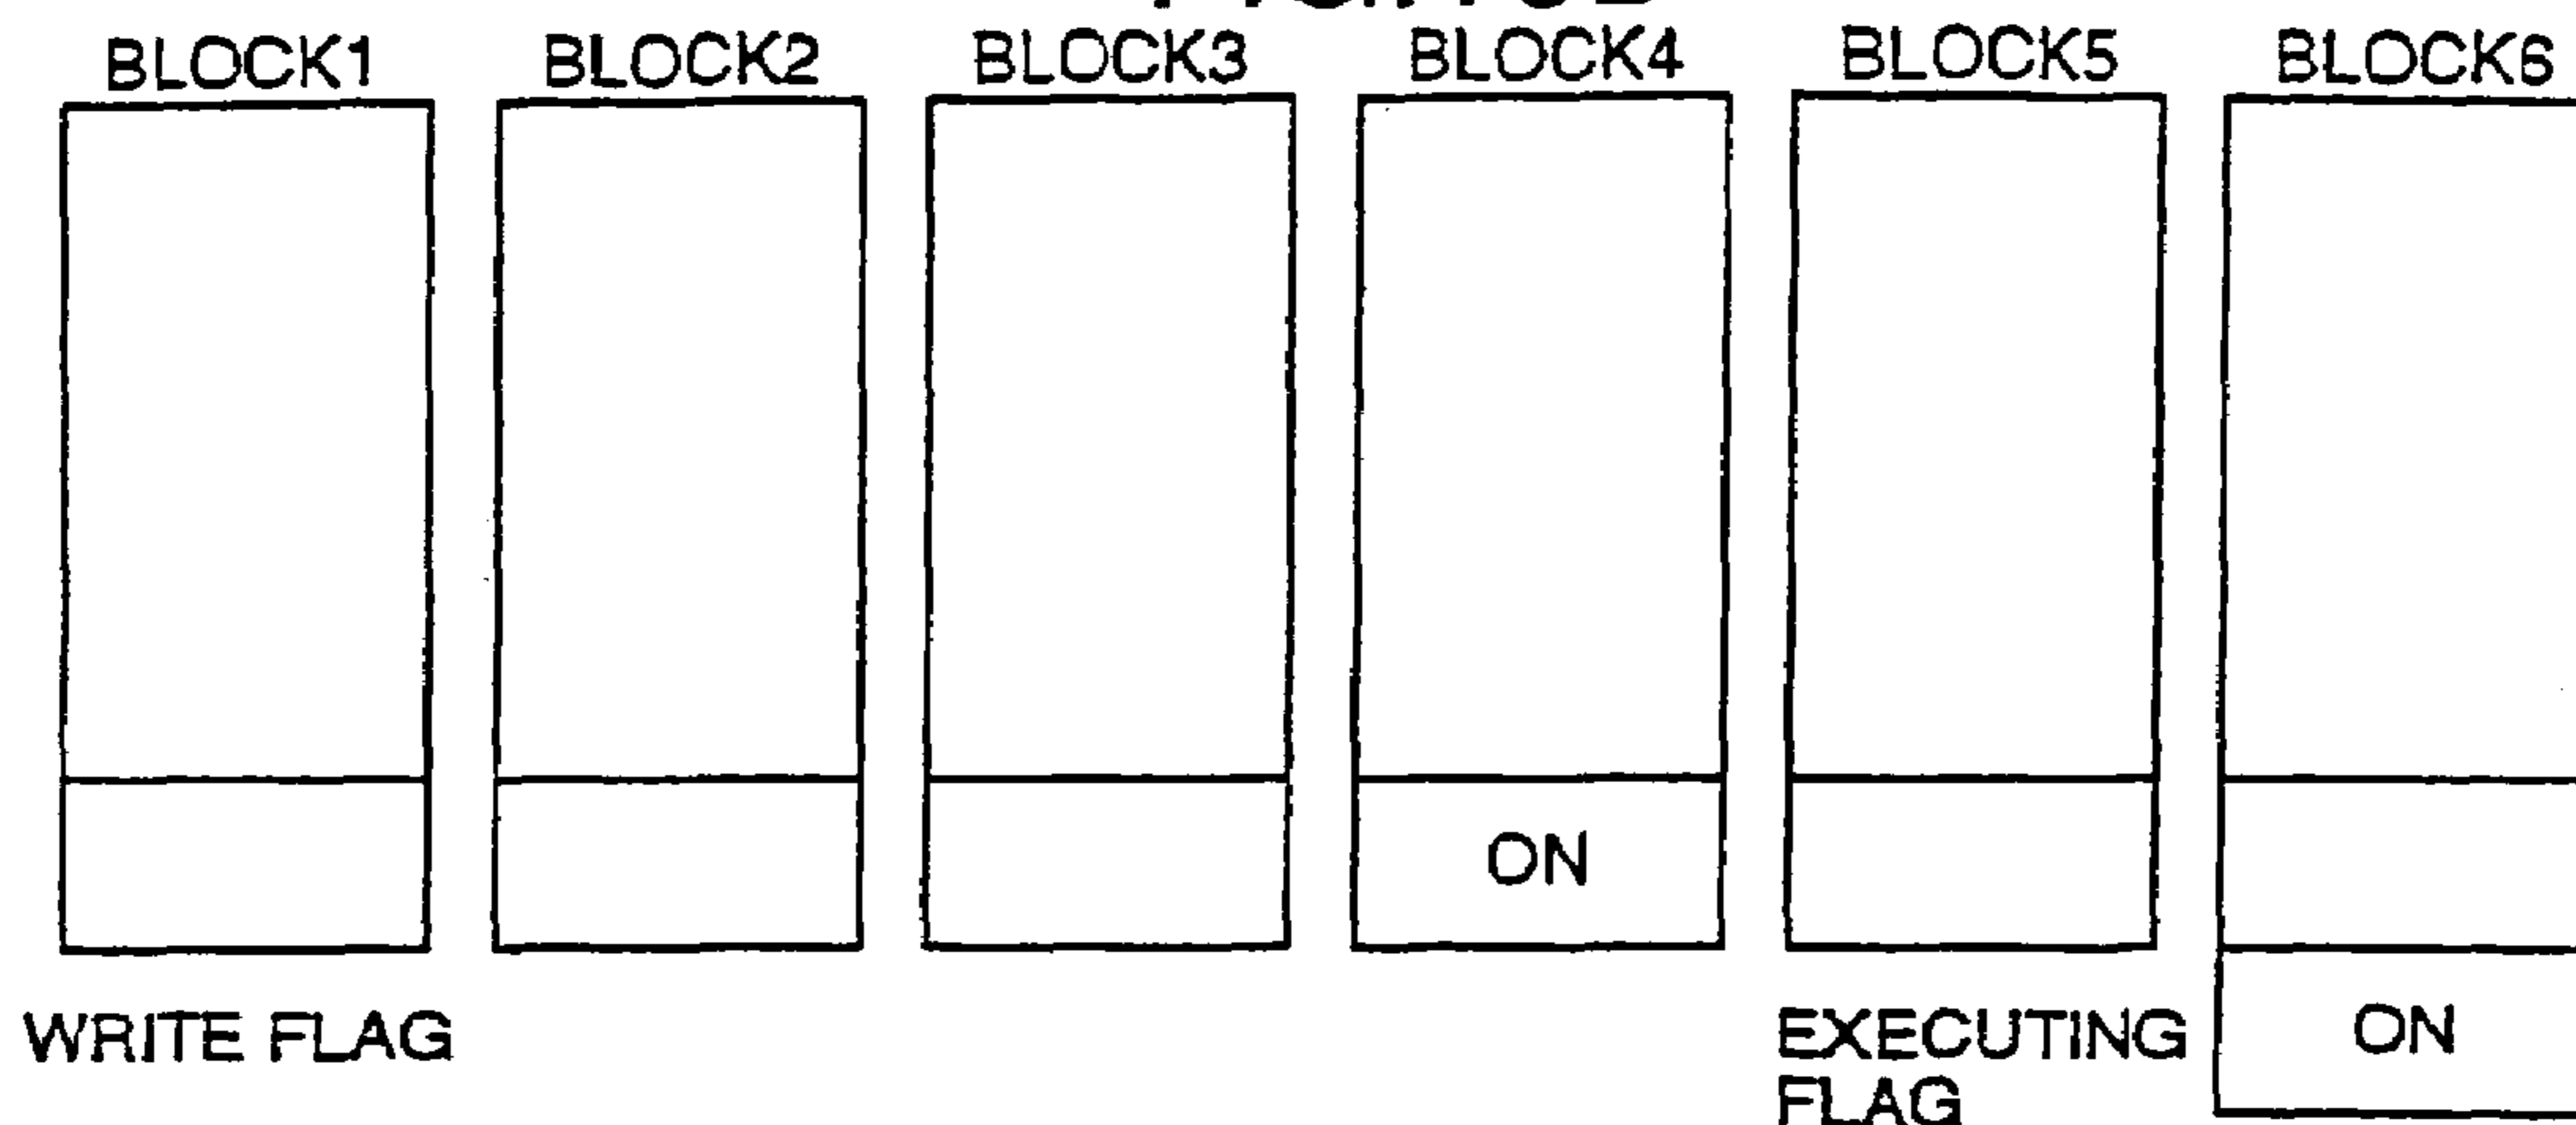 BLOCK1 BLOCK2 BLOCK3 BLOCK4 BLOCK5 BLOCK6
ON
WRITE FLAG
EXECUTING
FLAG
ON